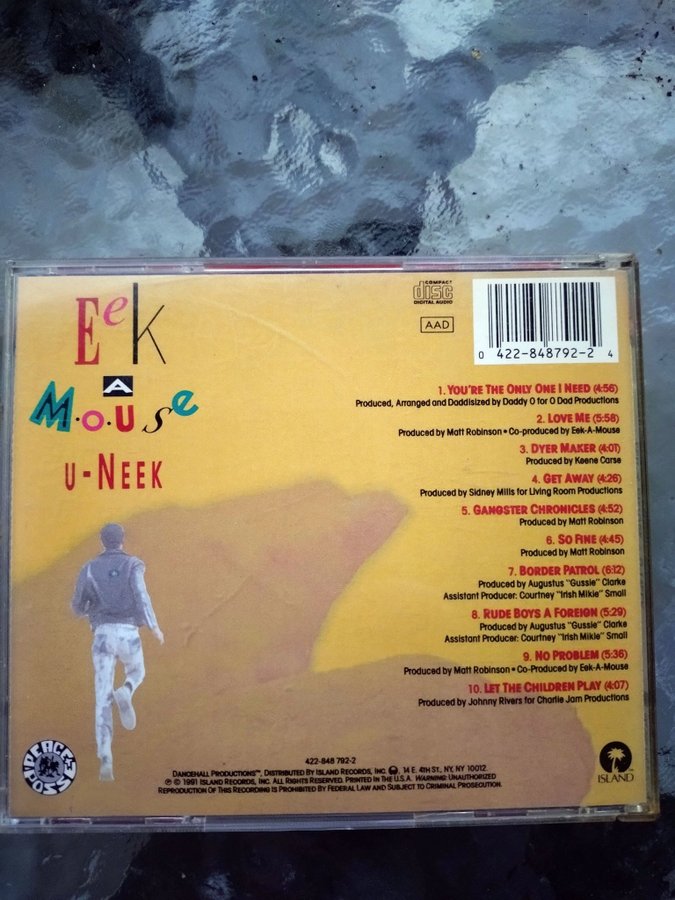 EeK
A
M.O.USe
U-NEEK
COMPACT
disc
DIGITAL AUDIO
AAD
0 422-848792-2 4
1. YOU'RE THE ONLY ONE I NEED (4:56)
Produced, Arranged and Daddisized by Daddy O for O Dad Productions
2. LOVE ME (5:58)
Produced by Matt Robinson • Co-produced by Eek-A-Mouse
3. DYER MAKER (4:01)
Produced by Keene Carse
4. GET AWAY (4:26)
Produced by Sidney Mills for Living Room Productions
5. GANGSTER CHRONICLES (4:52)
Produced by Matt Robinson
6. SO FINE (4:45)
Produced by Matt Robinson
7. BORDER PATROL (6:12)
Produced by Augustus "Gussie" Clarke
Assistant Producer: Courtney "Irish Mikie" Small
8. RUDE BOYS A FOREIGN (5:29)
Produced by Augustus "Gussie" Clarke
Assistant Producer: Courtney "Irish Mikie" Small
9. NO PROBLEM (5:36)
Produced by Matt Robinson • Co-Produced by Eek-A-Mouse
10. LET THE CHILDREN PLAY (4:07)
Produced by Johnny Rivers for Charlie Jam Productions
PEACE
POSSE
422-848 792-2
DANCEHALL PRODUCTIONS™, DISTRIBUTED BY ISLAND RECORDS, INC. 14 E. 4TH ST., NY, NY 10012
℗ © 1991 ISLAND RECORDS, INC. ALL RIGHTS RESERVED. PRINTED IN THE U.S.A. WARNING: UNAUTHORIZED
REPRODUCTION OF THIS RECORDING IS PROHIBITED BY FEDERAL LAW AND SUBJECT TO CRIMINAL PROSECUTION.
ISLAND